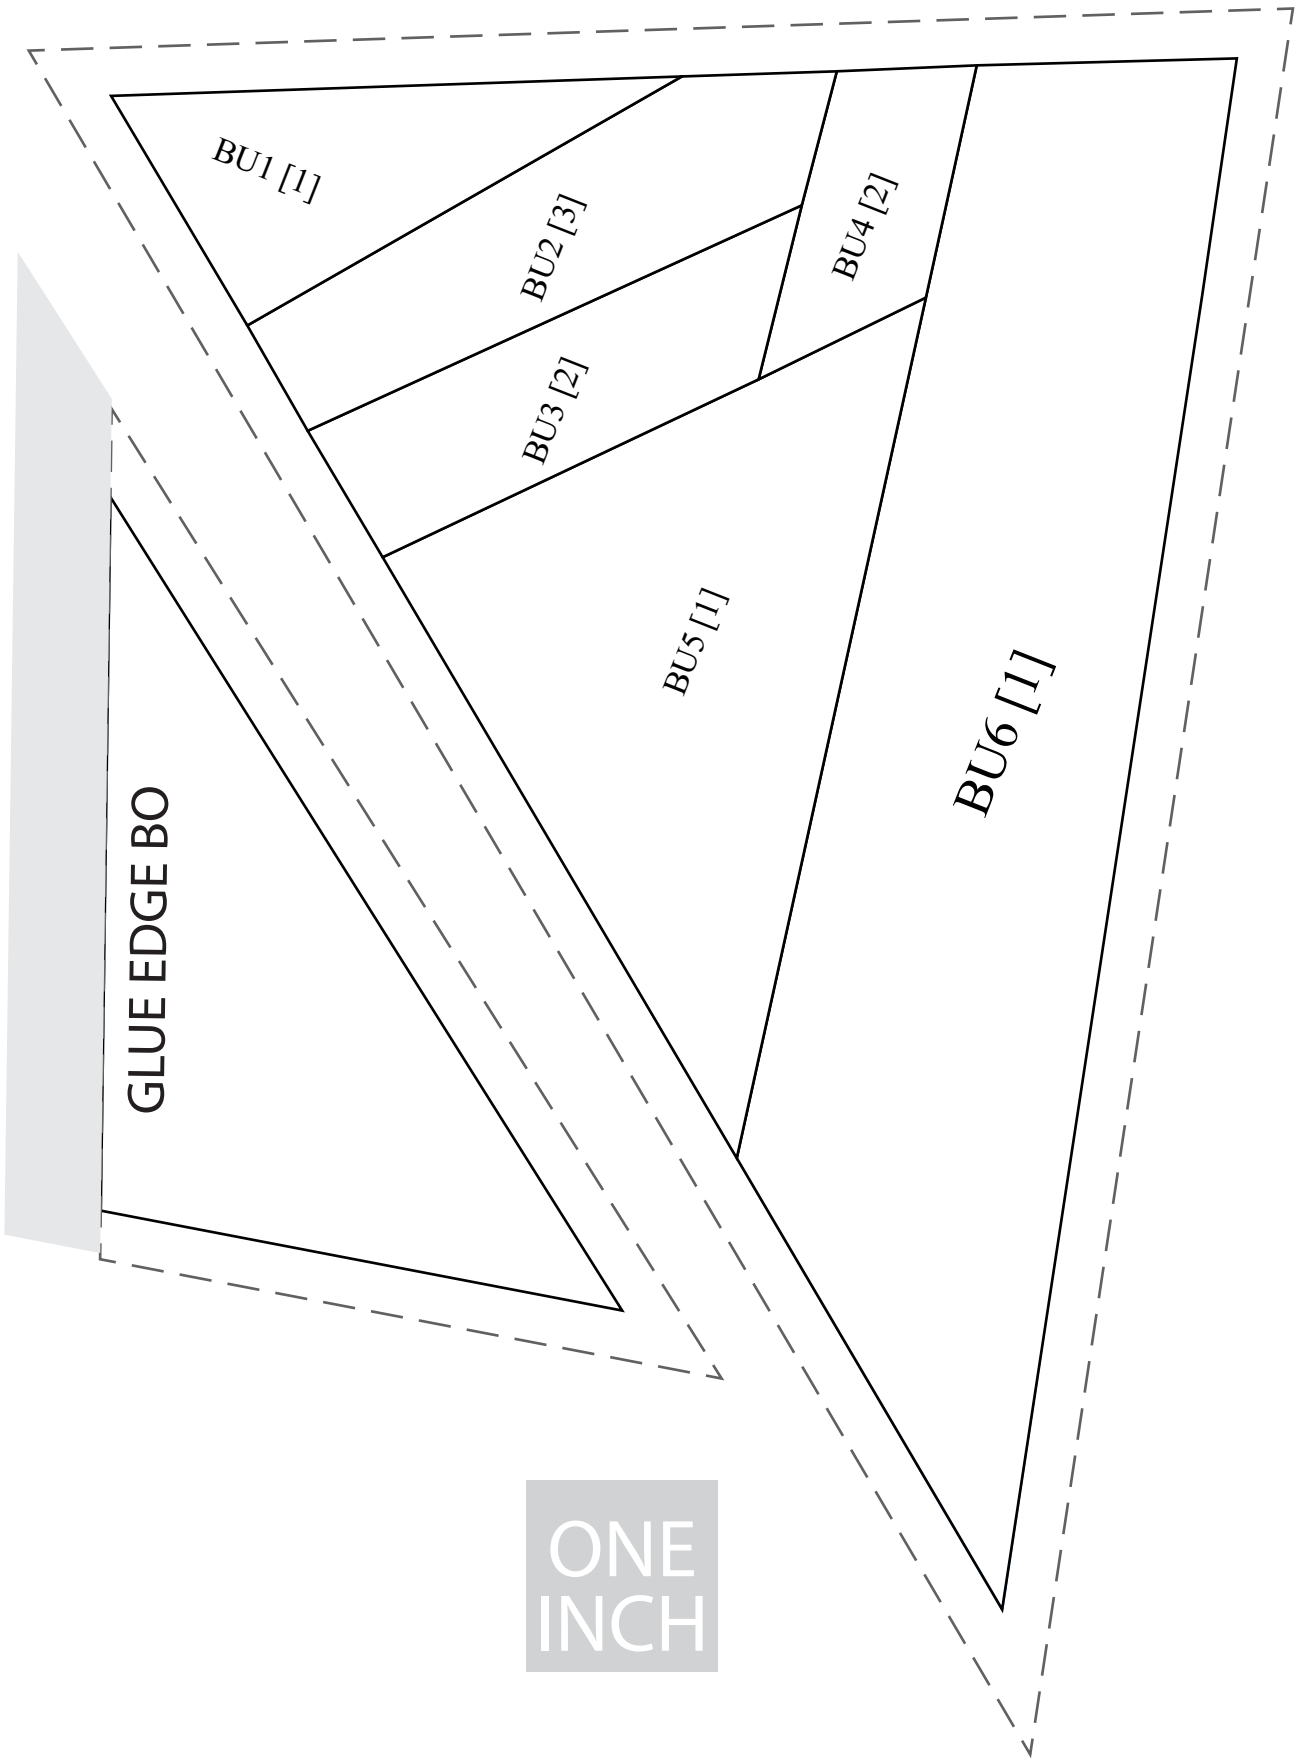 BU1 [1]
BU2 [3]
BU4 [2]
BU3 [2]
BU5 [1]
BU6 [1]
GLUE EDGE BO
ONE
INCH